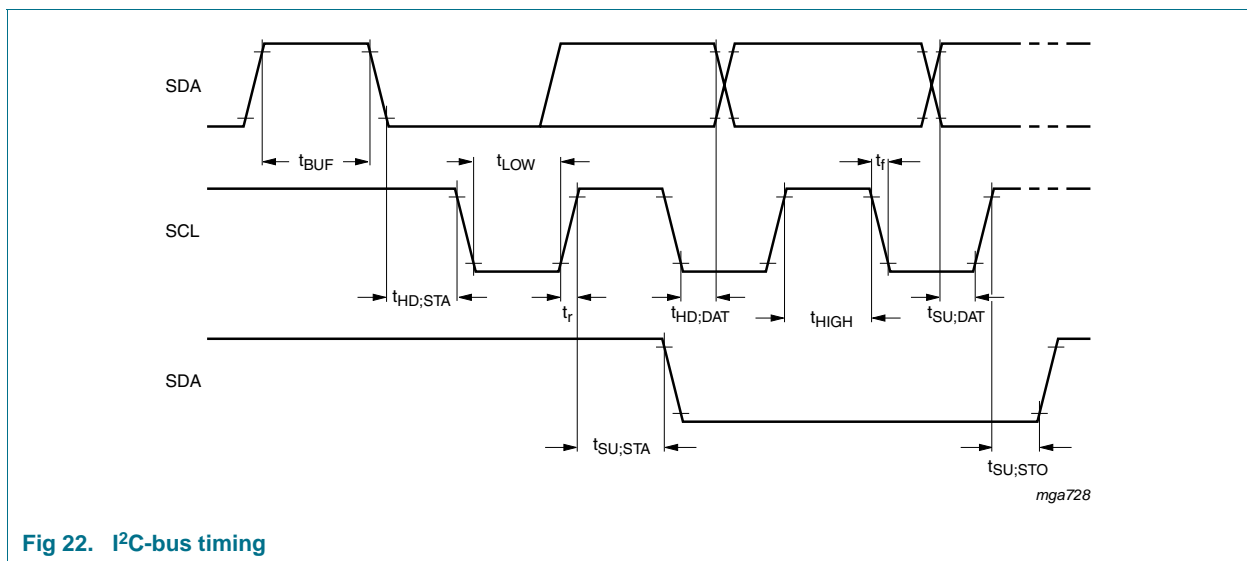 SDA
tBUF
tLOW
tf
SCL
tHD;STA
tr
tHD;DAT
tHIGH
tSU;DAT
SDA
tSU;STA
tSU;STO
mga728
Fig 22. I²C-bus timing